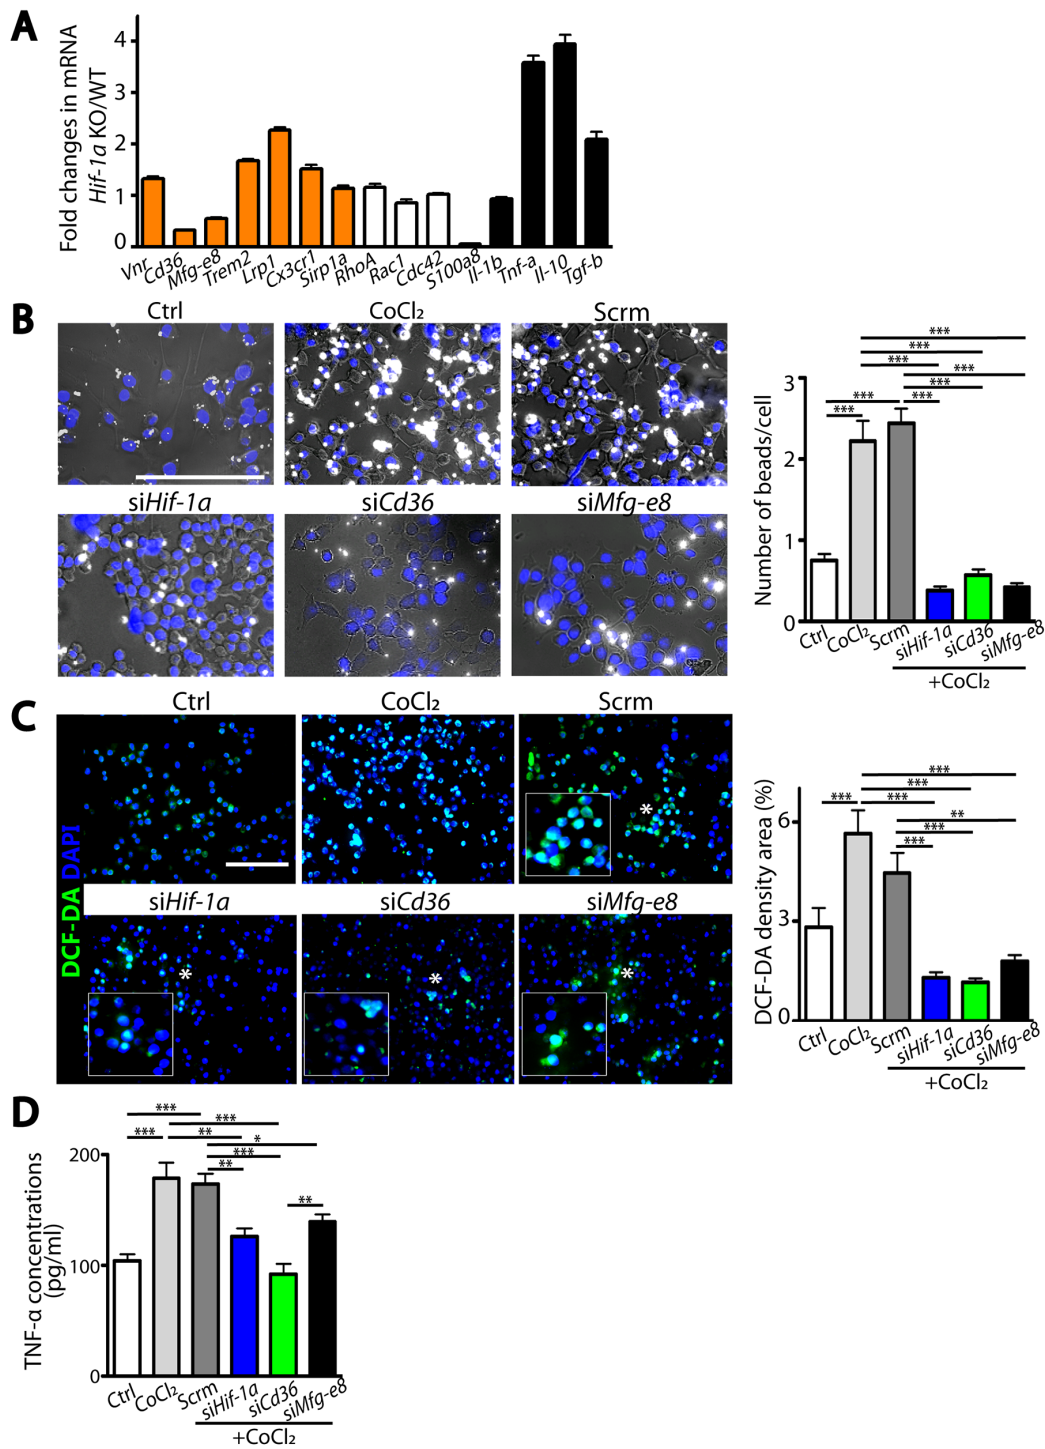 A
Fold changes in mRNA
Hif-1a KO/WT
4
3
2
1
0
Vnr Cd36 Mfg-e8 Trem2 Lrp1 Cx3cr1 Sirp1a RhoA Rac1 Cdc42 S100a8 Il-1b Tnf-a Il-10 Tgf-b
B
Ctrl CoCl₂ Scrm
siHif-1a siCd36 siMfg-e8
***
***
***
***
***
*** ***
***
Number of beads/cell
3
2
1
0
Ctrl CoCl₂ Scrm siHif-1a siCd36 siMfg-e8
+CoCl₂
C
Ctrl CoCl₂ Scrm
*
siHif-1a siCd36 siMfg-e8
* * *
DCF-DA DAPI
***
***
*** ***
**
***
***
DCF-DA density area (%)
6
3
0
Ctrl CoCl₂ Scrm siHif-1a siCd36 siMfg-e8
+CoCl₂
D
***
***
*** ** *
***
**
**
TNF-α concentrations
(pg/ml)
200
100
0
Ctrl CoCl₂ Scrm siHif-1a siCd36 siMfg-e8
+CoCl₂